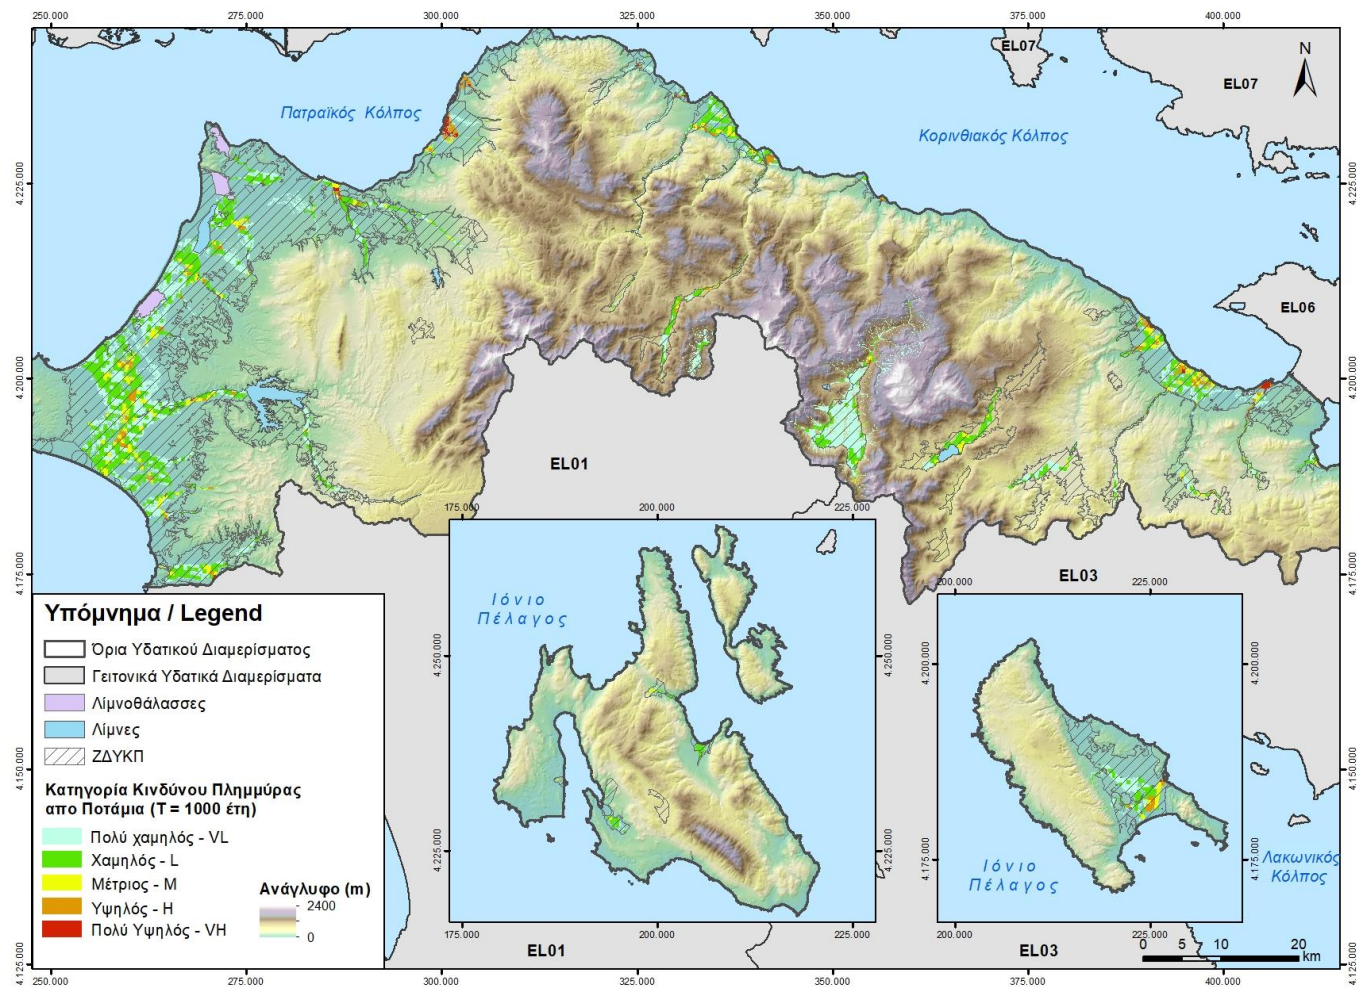 250.000 275.000 300.000 325.000 350.000 375.000 400.000
N
EL07
EL07
Πατραϊκός Κόλπος
Κορινθιακός Κόλπος
4.225.000 4.225.000
EL06
4.200.000 4.200.000
EL01
175.000 200.000 225.000
4.175.000 4.175.000
EL03
200.000 225.000
Υπόμνημα / Legend
Όρια Υδατικού Διαμερίσματος
Γειτονικά Υδατικά Διαμερίσματα
Λίμνοθάλασσες
Λίμνες
ΖΔΥΚΠ
Κατηγορία Κινδύνου Πλημμύρας
απο Ποτάμια (T = 1000 έτη)
Πολύ χαμηλός - VL
Χαμηλός - L
Μέτριος - M
Υψηλός - H
Πολύ Υψηλός - VH
Ανάγλυφο (m)
2400
0
Ιόνιο
Πέλαγος
4.250.000 4.250.000
4.225.000 4.225.000
175.000 200.000 225.000
EL01
4.200.000 4.200.000
4.175.000 4.175.000
Ιόνιο
Πέλαγος
200.000 225.000
EL03
Λακωνικός
Κόλπος
4.150.000 4.150.000
0 5 10 20
km
4.125.000 4.125.000
250.000 275.000 300.000 325.000 350.000 375.000 400.000